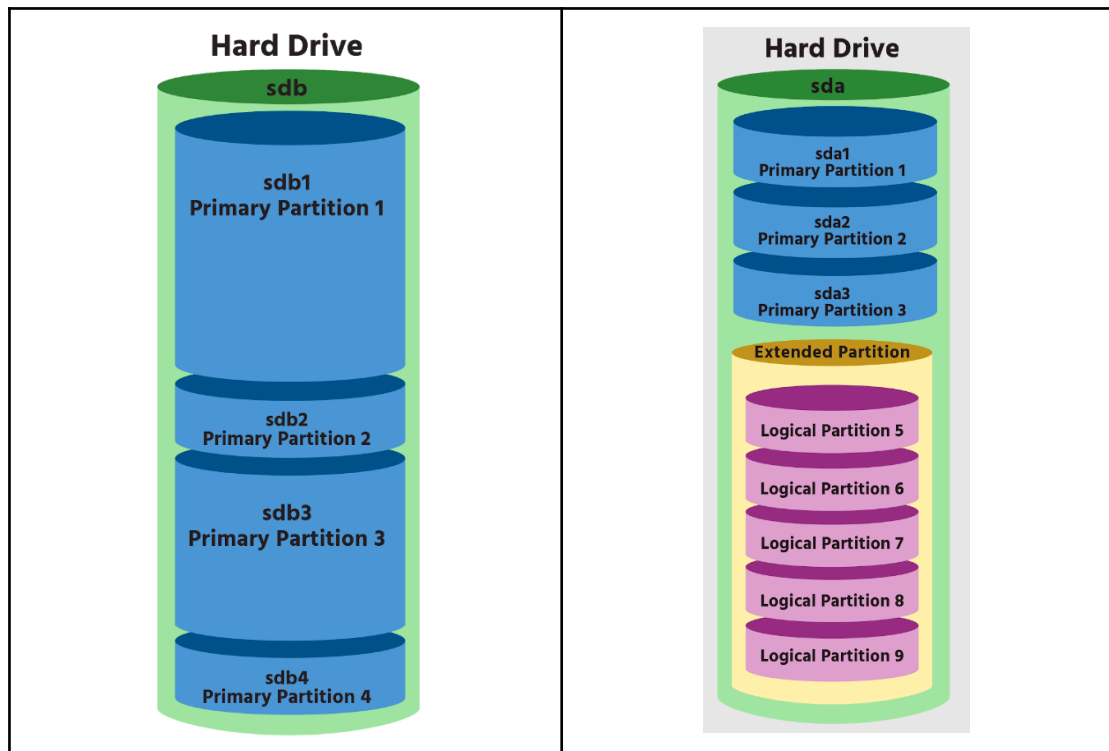 Hard Drive
sdb
sdb1
Primary Partition 1
sdb2
Primary Partition 2
sdb3
Primary Partition 3
sdb4
Primary Partition 4
Hard Drive
sda
sda1
Primary Partition 1
sda2
Primary Partition 2
sda3
Primary Partition 3
Extended Partition
Logical Partition 5
Logical Partition 6
Logical Partition 7
Logical Partition 8
Logical Partition 9